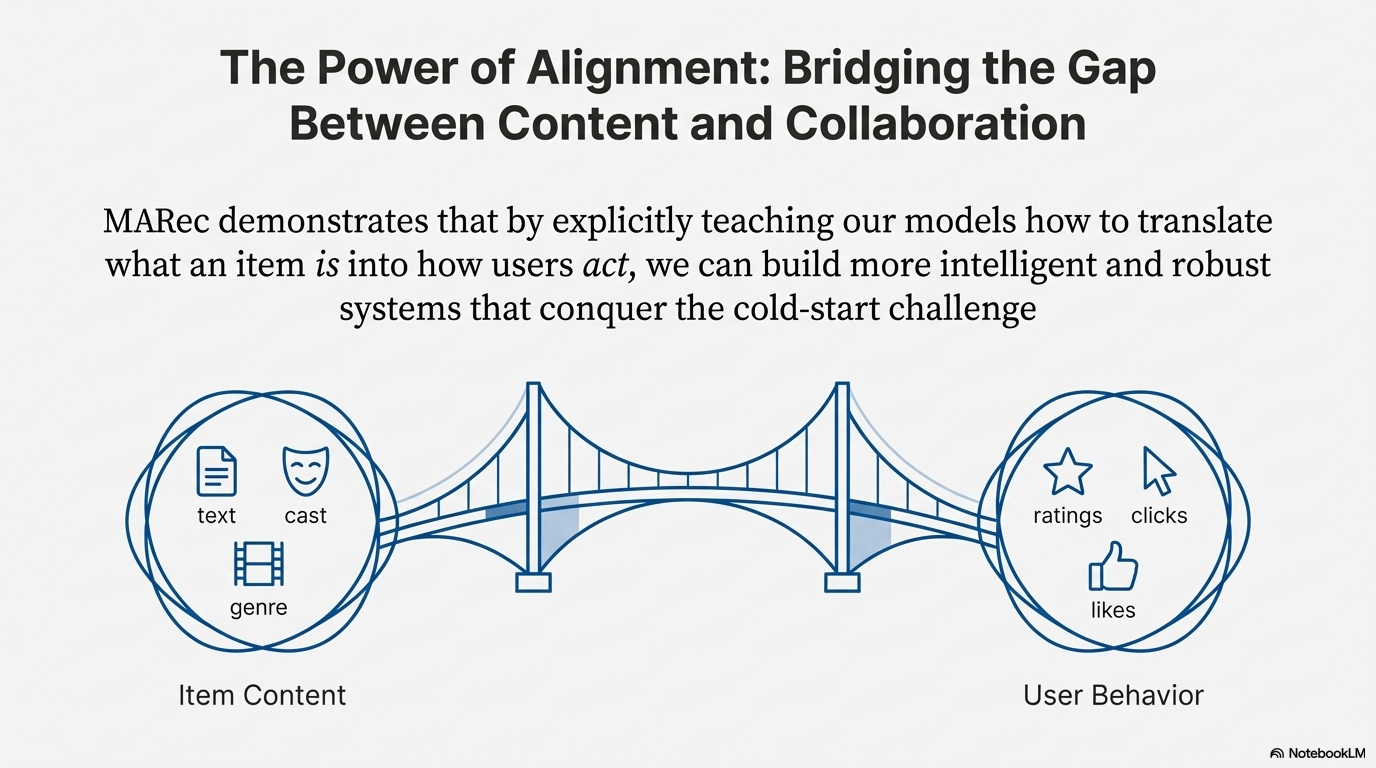 The Power of Alignment: Bridging the Gap
Between Content and Collaboration
MARec demonstrates that by explicitly teaching our models how to translate
what an item is into how users act, we can build more intelligent and robust
systems that conquer the cold-start challenge
text
cast
genre
Item Content
ratings
clicks
likes
User Behavior
NotebookLM